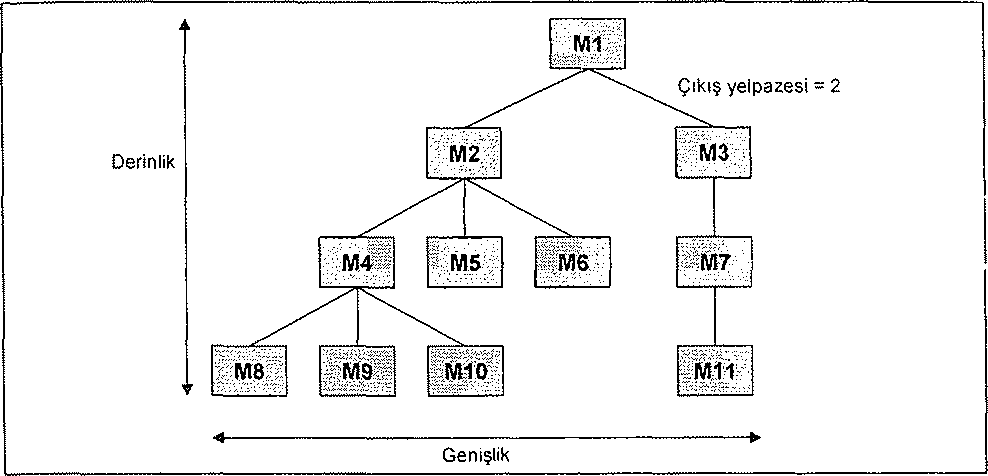 M1
Çıkış yelpazesi = 2
M2
M3
Derinlik
M4
M5
M6
M7
M8
M9
M10
M11
Genişlik